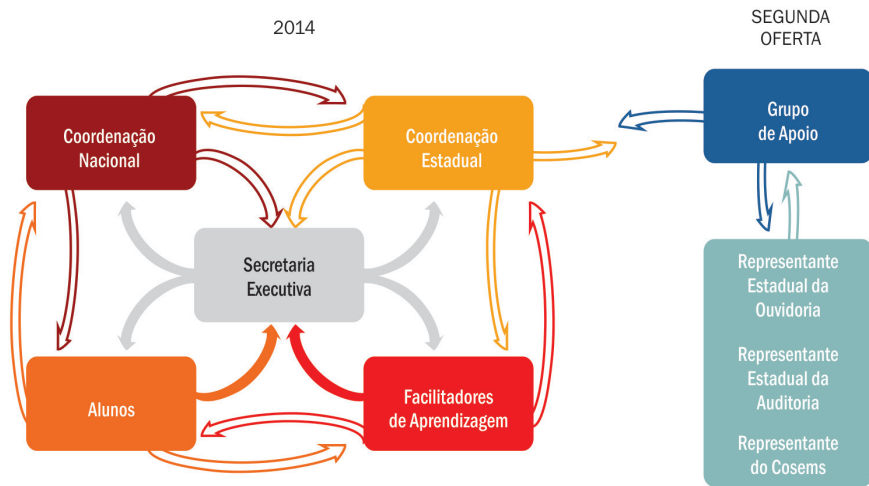 2014
SEGUNDA
OFERTA
Coordenação
Nacional
Coordenação
Estadual
Grupo
de Apoio
Secretaria
Executiva
Representante
Estadual da
Ouvidoria
Representante
Estadual da
Auditoria
Representante
do Cosems
Alunos
Facilitadores
de Aprendizagem